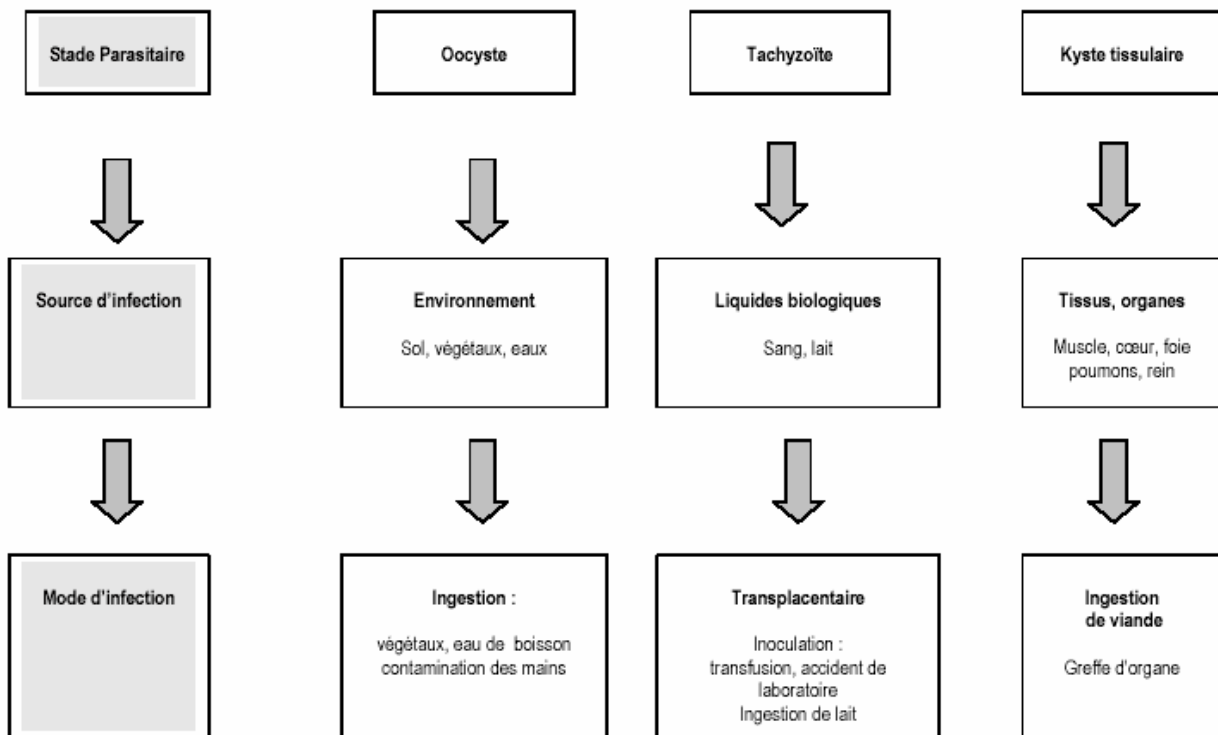 Stade Parasitaire
Oocyste
Tachyzoïte
Kyste tissulaire
Source d'infection
Environnement
Sol, végétaux, eaux
Liquides biologiques
Sang, lait
Tissus, organes
Muscle, cœur, foie
poumons, rein
Mode d'infection
Ingestion :
végétaux, eau de boisson
contamination des mains
Transplacentaire
Inoculation :
transfusion, accident de
laboratoire
Ingestion de lait
Ingestion
de viande
Greffe d'organe